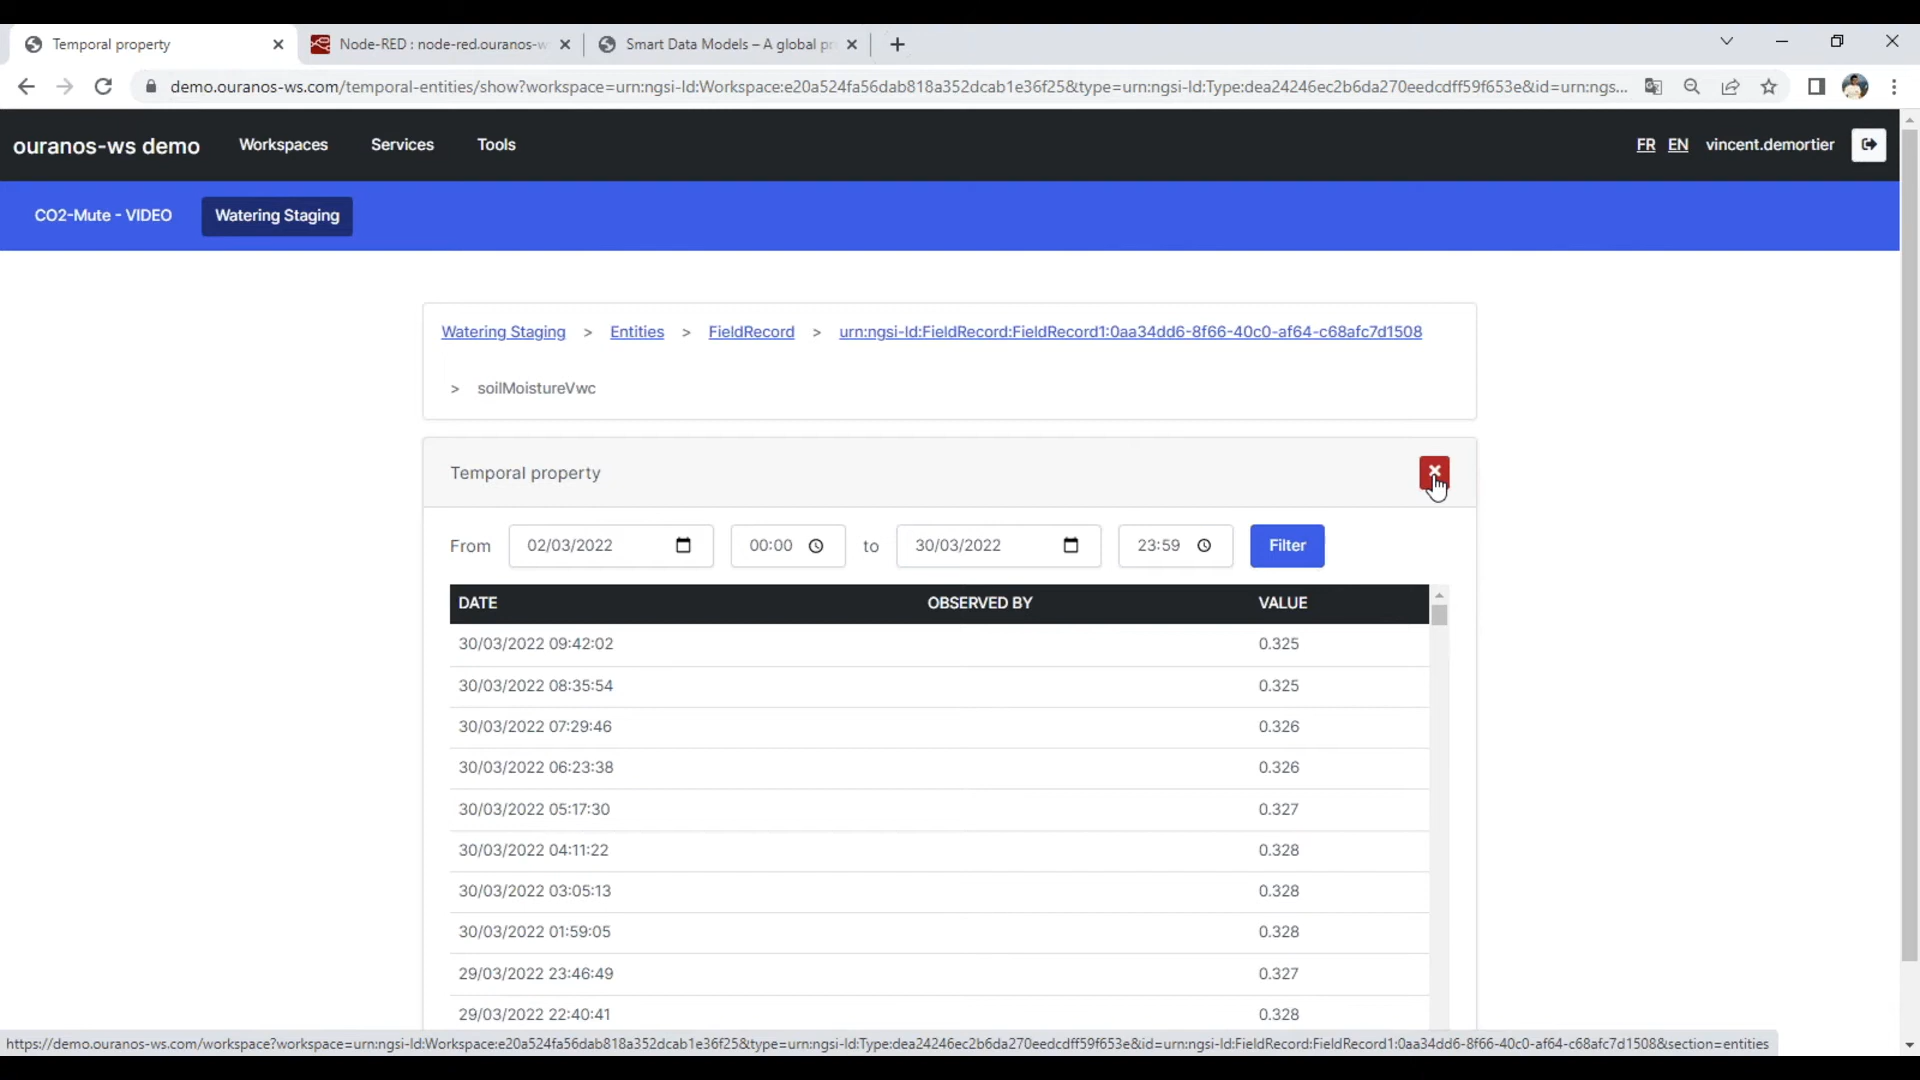 Temporal property
Node-RED : node-red.ouranos-w
Smart Data Models – A global pr
demo.ouranos-ws.com/temporal-entities/show?workspace=urn:ngsi-ld:Workspace:e20a524fa56dab818a352dcab1e36f25&type=urn:ngsi-ld:Type:dea24246ec2b6da270eedcdff59f653e&id=urn:ngs...
ouranos-ws demo Workspaces Services Tools FR EN vincent.demortier
CO2-Mute - VIDEO Watering Staging
Watering Staging > Entities > FieldRecord > urn:ngsi-ld:FieldRecord:FieldRecord1:0aa34dd6-8f66-40c0-af64-c68afc7d1508
> soilMoistureVwc
Temporal property
From 02/03/2022 00:00 to 30/03/2022 23:59 Filter
DATE OBSERVED BY VALUE
30/03/2022 09:42:02 0.325
30/03/2022 08:35:54 0.325
30/03/2022 07:29:46 0.326
30/03/2022 06:23:38 0.326
30/03/2022 05:17:30 0.327
30/03/2022 04:11:22 0.328
30/03/2022 03:05:13 0.328
30/03/2022 01:59:05 0.328
29/03/2022 23:46:49 0.327
29/03/2022 22:40:41 0.328
https://demo.ouranos-ws.com/workspace?workspace=urn:ngsi-ld:Workspace:e20a524fa56dab818a352dcab1e36f25&type=urn:ngsi-ld:Type:dea24246ec2b6da270eedcdff59f653e&id=urn:ngsi-ld:FieldRecord:FieldRecord1:0aa34dd6-8f66-40c0-af64-c68afc7d1508&section=entities